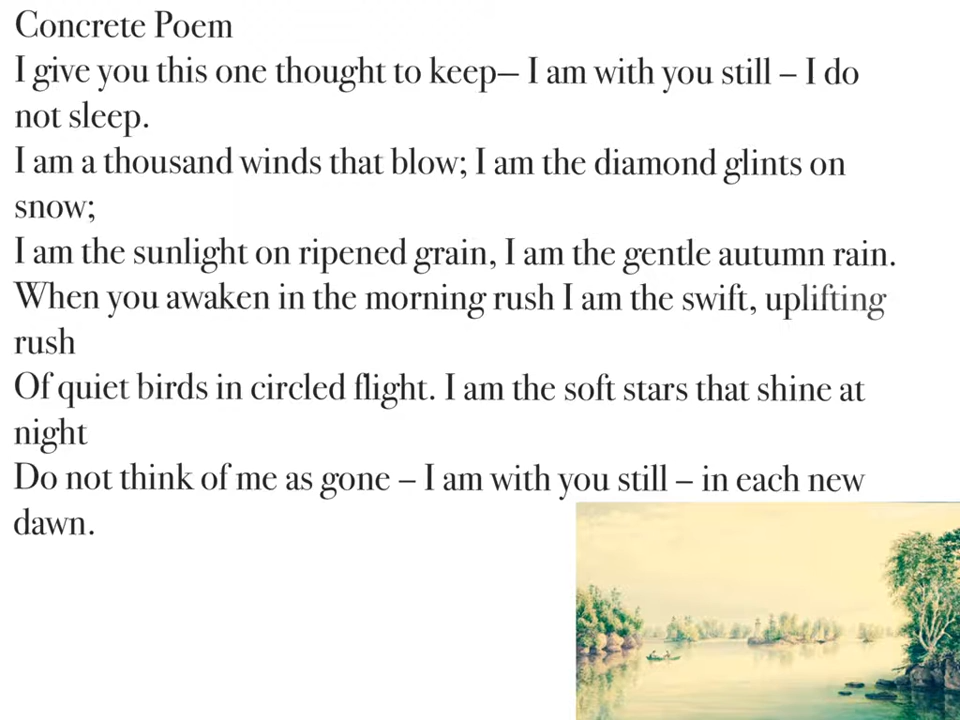 Concrete Poem
I give you this one thought to keep– I am with you still – I do
not sleep.
I am a thousand winds that blow; I am the diamond glints on
snow;
I am the sunlight on ripened grain, I am the gentle autumn rain.
When you awaken in the morning rush I am the swift, uplifting
rush
Of quiet birds in circled flight. I am the soft stars that shine at
night
Do not think of me as gone – I am with you still – in each new
dawn.